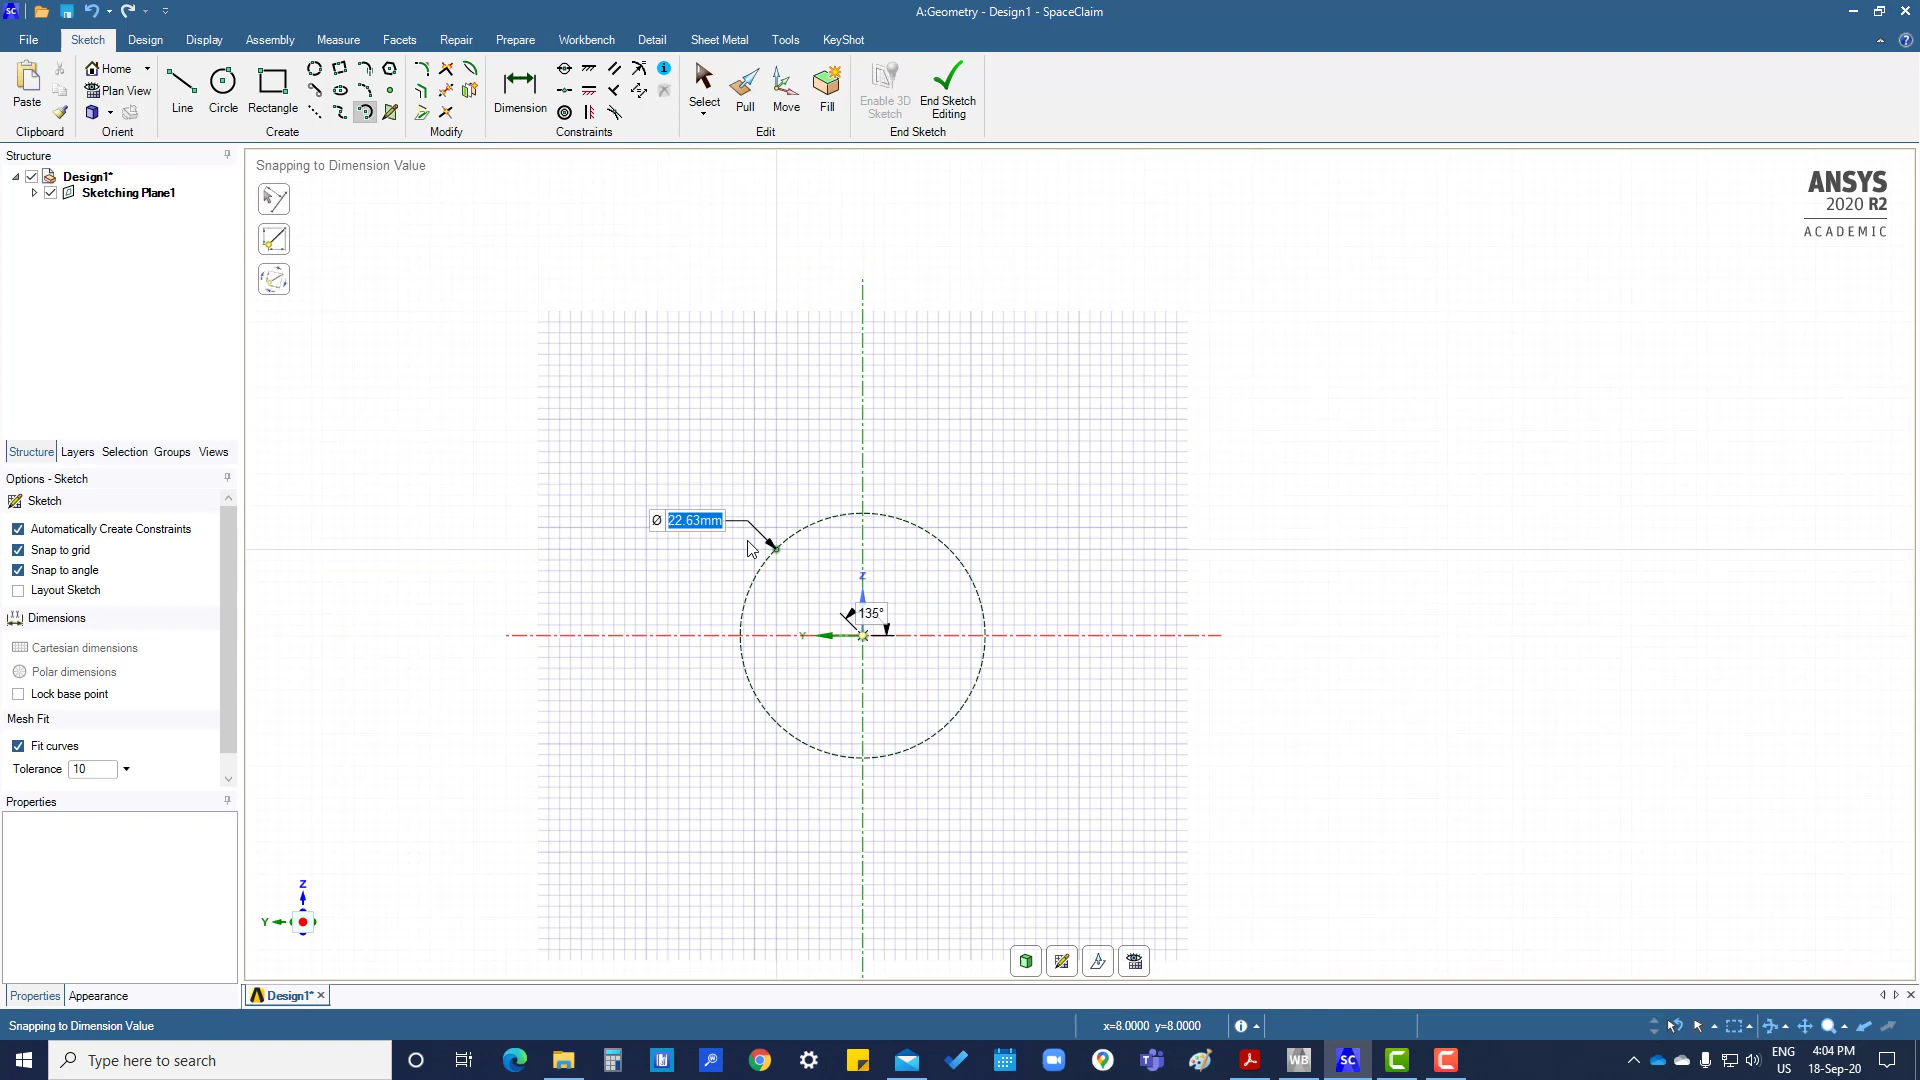 SC
A:Geometry - Design1 - SpaceClaim
File Sketch Design Display Assembly Measure Facets Repair Prepare Workbench Detail Sheet Metal Tools KeyShot
Paste
Home
Plan View
Line Circle Rectangle
Dimension
Select Pull Move Fill
Enable 3D Sketch
End Sketch Editing
Clipboard Orient Create Modify Constraints Edit End Sketch
Structure
Design1*
Sketching Plane1
Structure Layers Selection Groups Views
Options - Sketch
Sketch
Automatically Create Constraints
Snap to grid
Snap to angle
Layout Sketch
Dimensions
Cartesian dimensions
Polar dimensions
Lock base point
Mesh Fit
Fit curves
Tolerance 10
Properties
Properties Appearance
Snapping to Dimension Value
ANSYS
2020 R2
ACADEMIC
Ø 22.63mm
Z
135°
Y
Z
Y
Design1*
Snapping to Dimension Value
x=8.0000 y=8.0000
Type here to search
WB
SC
ENG
US
4:04 PM
18-Sep-20